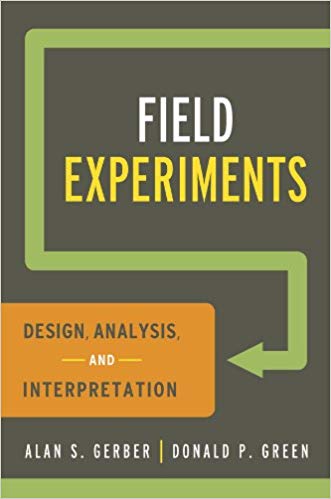 FIELD
EXPERIMENTS
DESIGN, ANALYSIS,
AND
INTERPRETATION
ALAN S. GERBER | DONALD P. GREEN